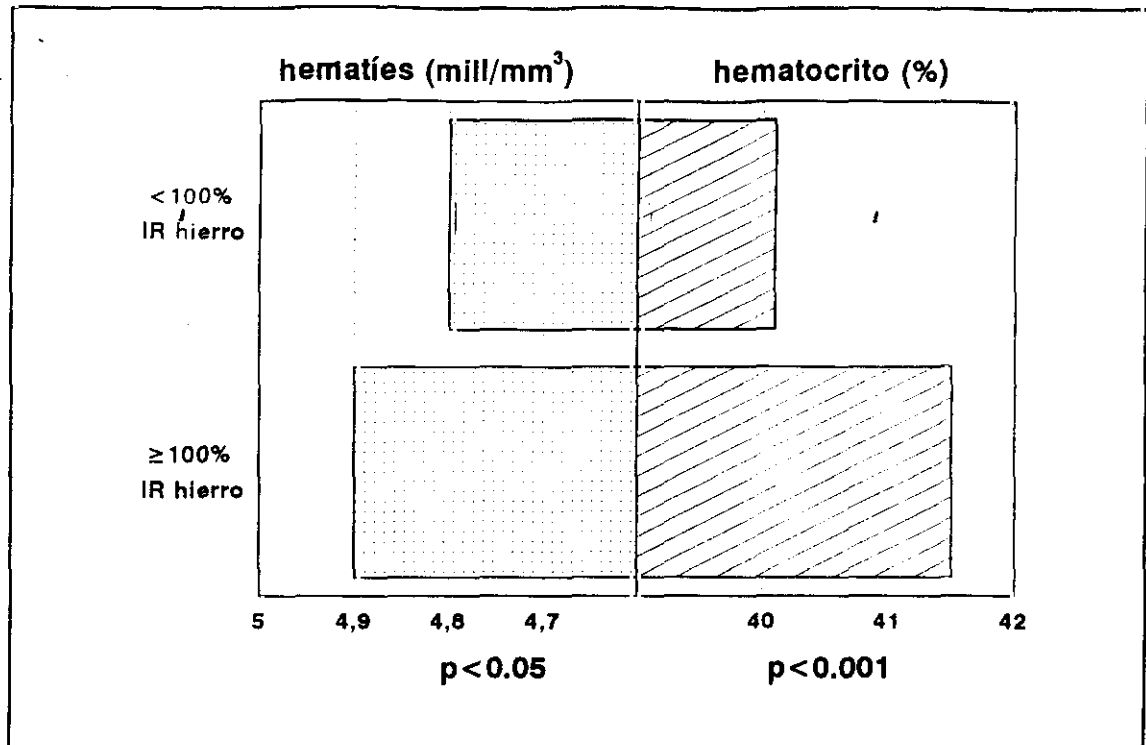 hematíes (mill/mm³) hematocrito (%)
<100%
IR hierro
≥100%
IR hierro
5 4,9 4,8 4,7 40 41 42
p<0.05 p<0.001